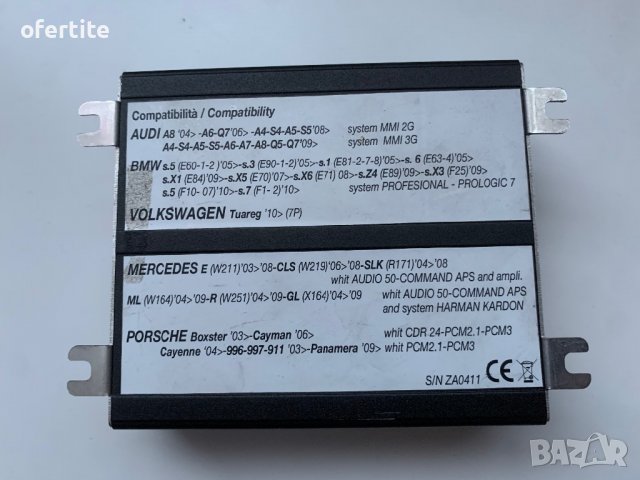 ofertite
Compatibilità / Compatibility
AUDI A8 '04> -A6-Q7'06> -A4-S4-A5-S5'08> system MMI 2G
A4-S4-A5-S5-A6-A7-A8-Q5-Q7'09> system MMI 3G
BMW s.5 (E60-1-2 )'05>-s.3 (E90-1-2)'05>-s.1 (E81-2-7-8)'05>-s. 6 (E63-4)'05>
s.X1 (E84)'09>-s.X5 (E70)'07>-s.X6 (E71) 08>-s.Z4 (E89)'09>-s.X3 (F25)'09>
s.5 (F10- 07)'10>-s.7 (F1- 2)'10> system PROFESIONAL - PROLOGIC 7
VOLKSWAGEN Tuareg '10> (7P)
MERCEDES E (W211)'03>'08-CLS (W219)'06>'08-SLK (R171)'04>'08
whit AUDIO 50-COMMAND APS and ampli.
ML (W164)'04>'09-R (W251)'04>'09-GL (X164)'04>'09 whit AUDIO 50-COMMAND APS
and system HARMAN KARDON
PORSCHE Boxster '03>-Cayman '06> whit CDR 24-PCM2.1-PCM3
Cayenne '04>-996-997-911 '03>-Panamera '09> whit PCM2.1-PCM3
S/N ZA0411 CE
BAZAR
bg